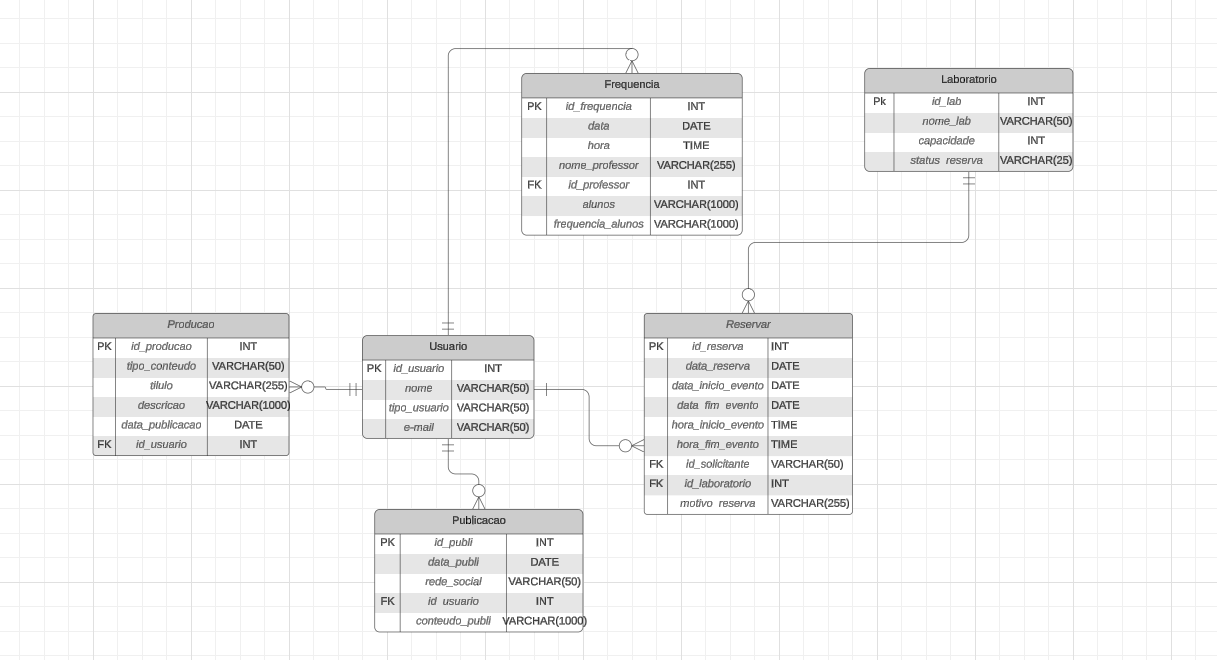 Frequencia
PK id_frequencia INT
data DATE
hora TIME
nome_professor VARCHAR(255)
FK id_professor INT
alunos VARCHAR(1000)
frequencia_alunos VARCHAR(1000)
Laboratorio
Pk id_lab INT
nome_lab VARCHAR(50)
capacidade INT
status_reserva VARCHAR(25)
Producao
PK id_producao INT
tipo_conteudo VARCHAR(50)
titulo VARCHAR(255)
descricao VARCHAR(1000)
data_publicacao DATE
FK id_usuario INT
Usuario
PK id_usuario INT
nome VARCHAR(50)
tipo_usuario VARCHAR(50)
e-mail VARCHAR(50)
Reservar
PK id_reserva INT
data_reserva DATE
data_inicio_evento DATE
data_fim_evento DATE
hora_inicio_evento TIME
hora_fim_evento TIME
FK id_solicitante VARCHAR(50)
FK id_laboratorio INT
motivo_reserva VARCHAR(255)
Publicacao
PK id_publi INT
data_publi DATE
rede_social VARCHAR(50)
FK id_usuario INT
conteudo_publi VARCHAR(1000)